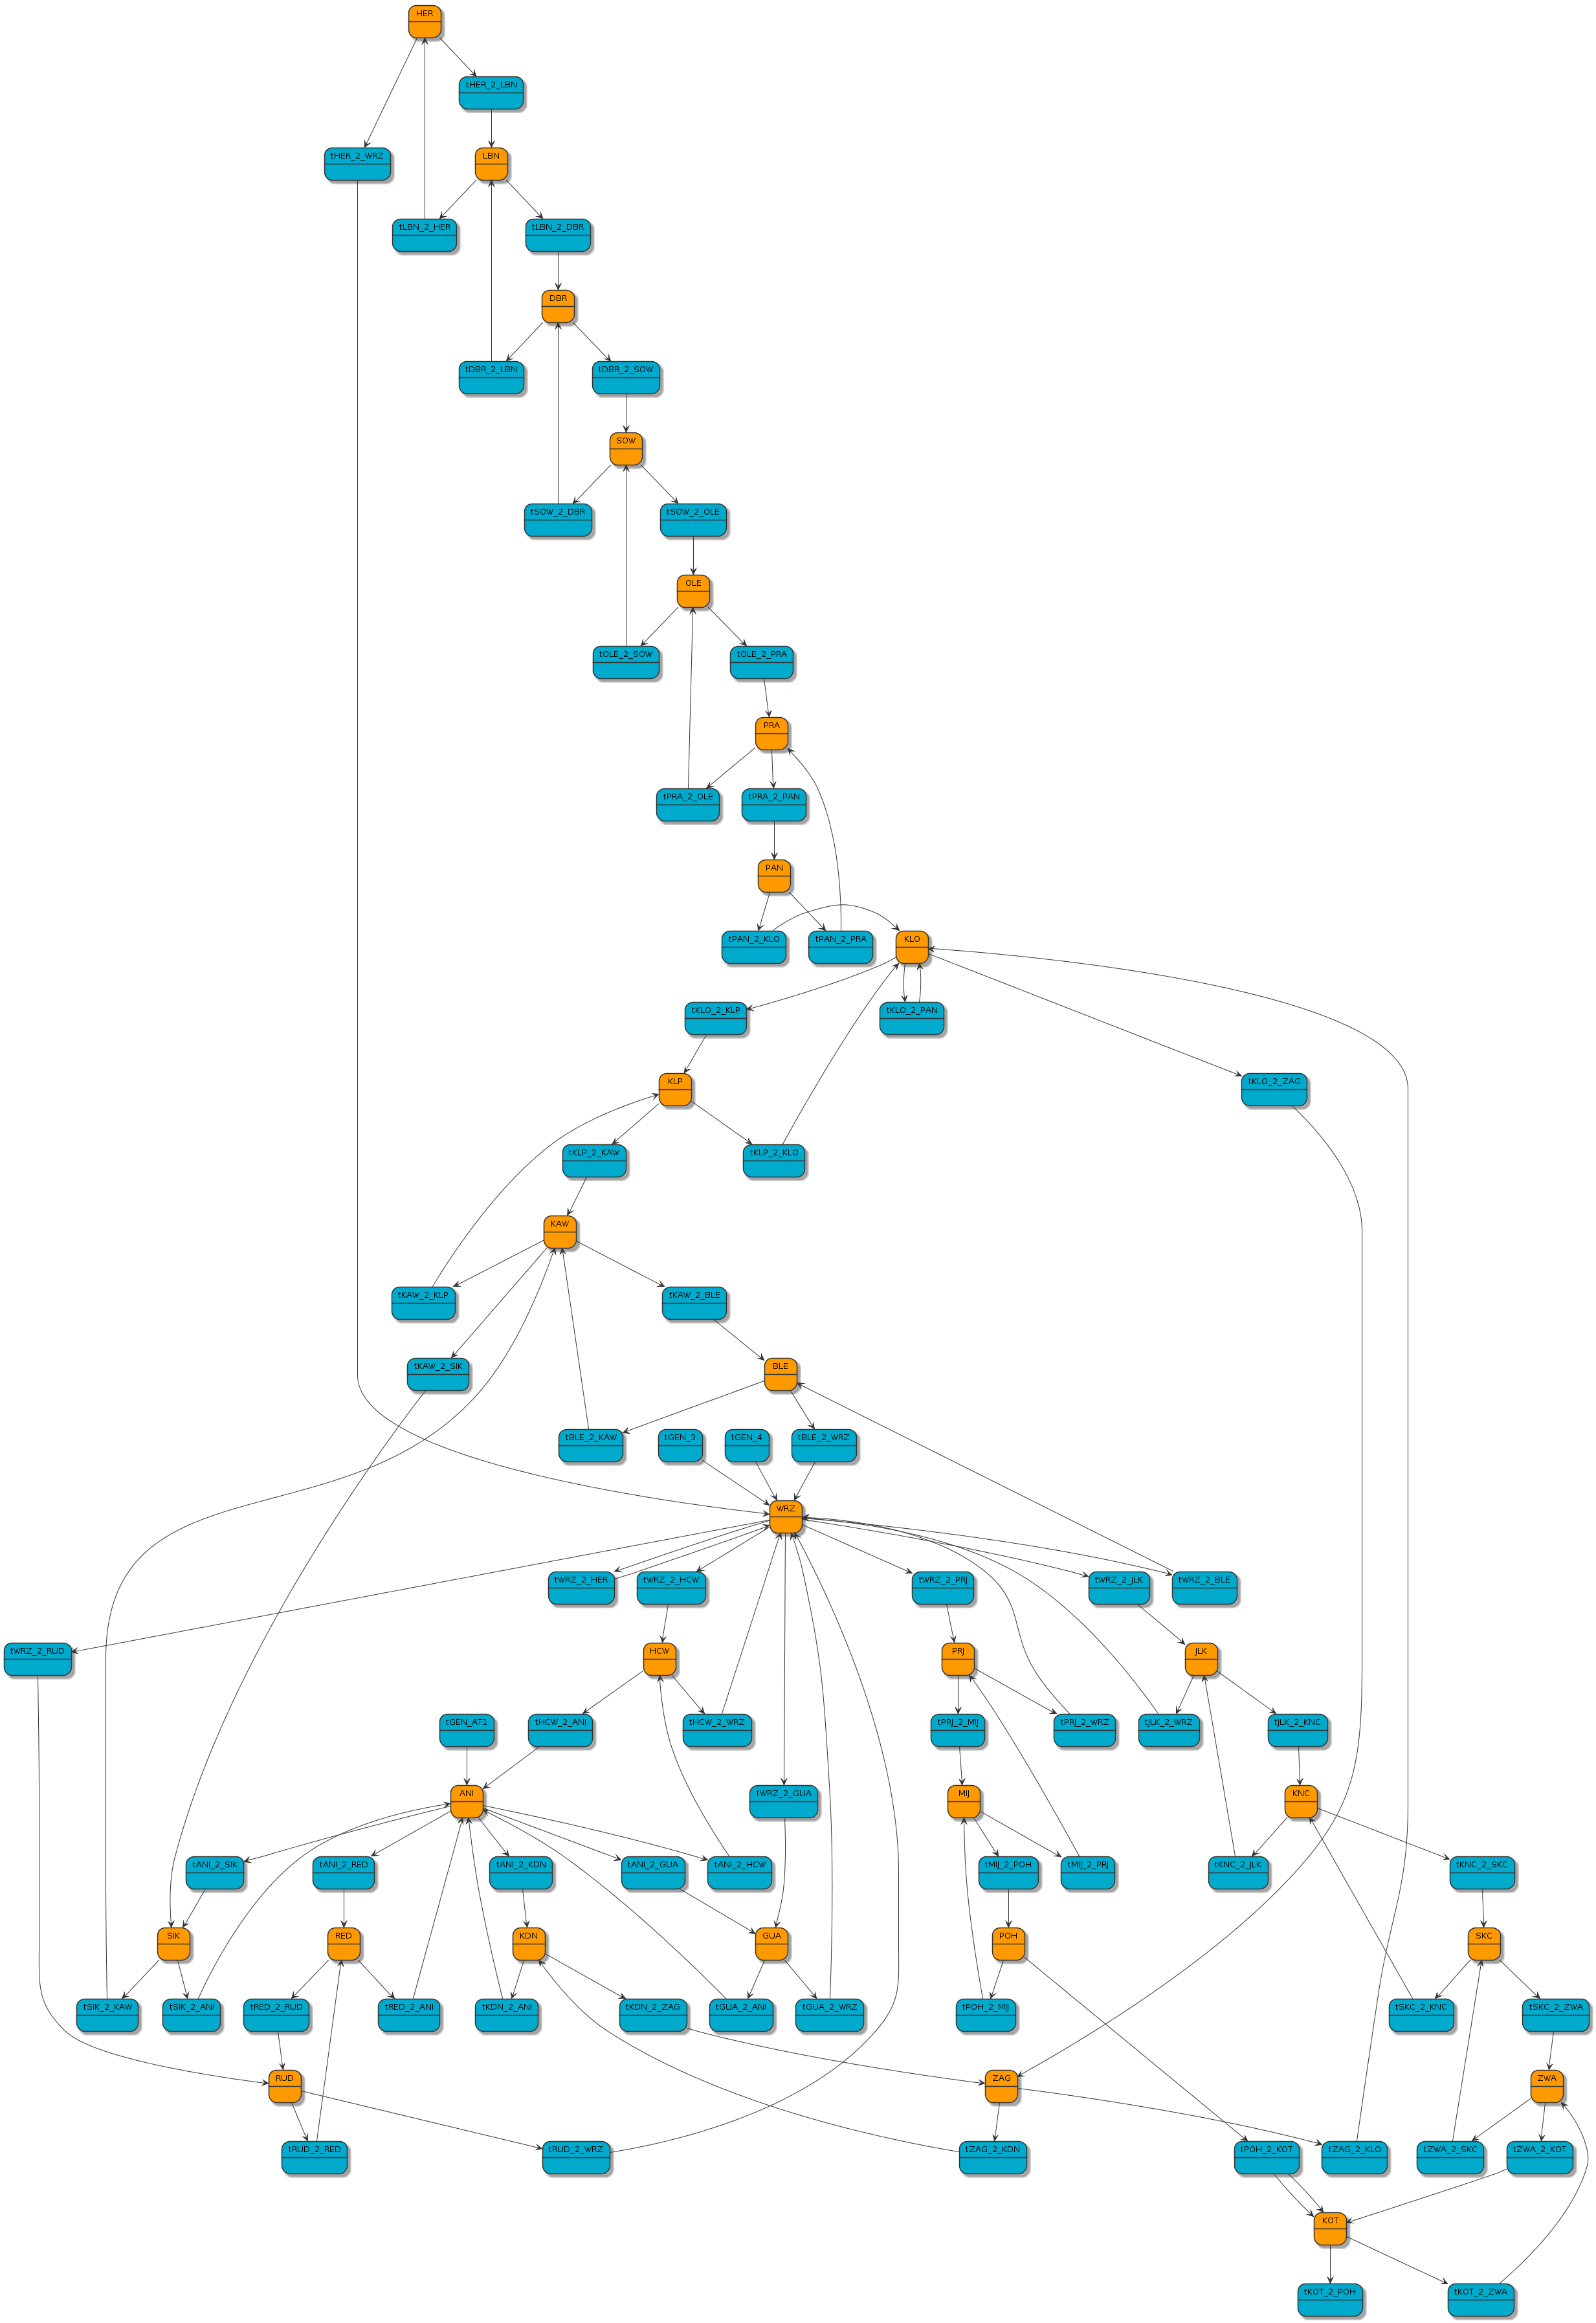 HER
tHER_2_LBN
tHER_2_WRZ
LBN
tLBN_2_HER
tLBN_2_DBR
DBR
tDBR_2_LBN
tDBR_2_SOW
SOW
tSOW_2_DBR
tSOW_2_OLE
OLE
tOLE_2_SOW
tOLE_2_PRA
PRA
tPRA_2_OLE
tPRA_2_PAN
PAN
tPAN_2_KLO
tPAN_2_PRA
KLO
tKLO_2_KLP
tKLO_2_PAN
KLP
tKLO_2_ZAG
tKLP_2_KAW
tKLP_2_KLO
KAW
tKAW_2_KLP
tKAW_2_BLE
tKAW_2_SIK
BLE
tBLE_2_KAW
tGEN_3
tGEN_4
tBLE_2_WRZ
WRZ
tWRZ_2_HER
tWRZ_2_HCW
tWRZ_2_PRJ
tWRZ_2_JLK
tWRZ_2_BLE
tWRZ_2_RUD
HCW
PRJ
JLK
tGEN_AT1
tHCW_2_ANI
tHCW_2_WRZ
tPRJ_2_MIJ
tPRJ_2_WRZ
tJLK_2_WRZ
tJLK_2_KNC
ANI
tWRZ_2_GUA
MIJ
KNC
tANI_2_SIK
tANI_2_RED
tANI_2_KDN
tANI_2_GUA
tANI_2_HCW
tMIJ_2_POH
tMIJ_2_PRJ
tKNC_2_JLK
tKNC_2_SKC
SIK
RED
KDN
GUA
POH
SKC
tSIK_2_KAW
tSIK_2_ANI
tRED_2_RUD
tRED_2_ANI
tKDN_2_ANI
tKDN_2_ZAG
tGUA_2_ANI
tGUA_2_WRZ
tPOH_2_MIJ
tSKC_2_KNC
tSKC_2_ZWA
RUD
ZAG
ZWA
tRUD_2_RED
tRUD_2_WRZ
tZAG_2_KDN
tPOH_2_KOT
tZAG_2_KLO
tZWA_2_SKC
tZWA_2_KOT
KOT
tKOT_2_POH
tKOT_2_ZWA